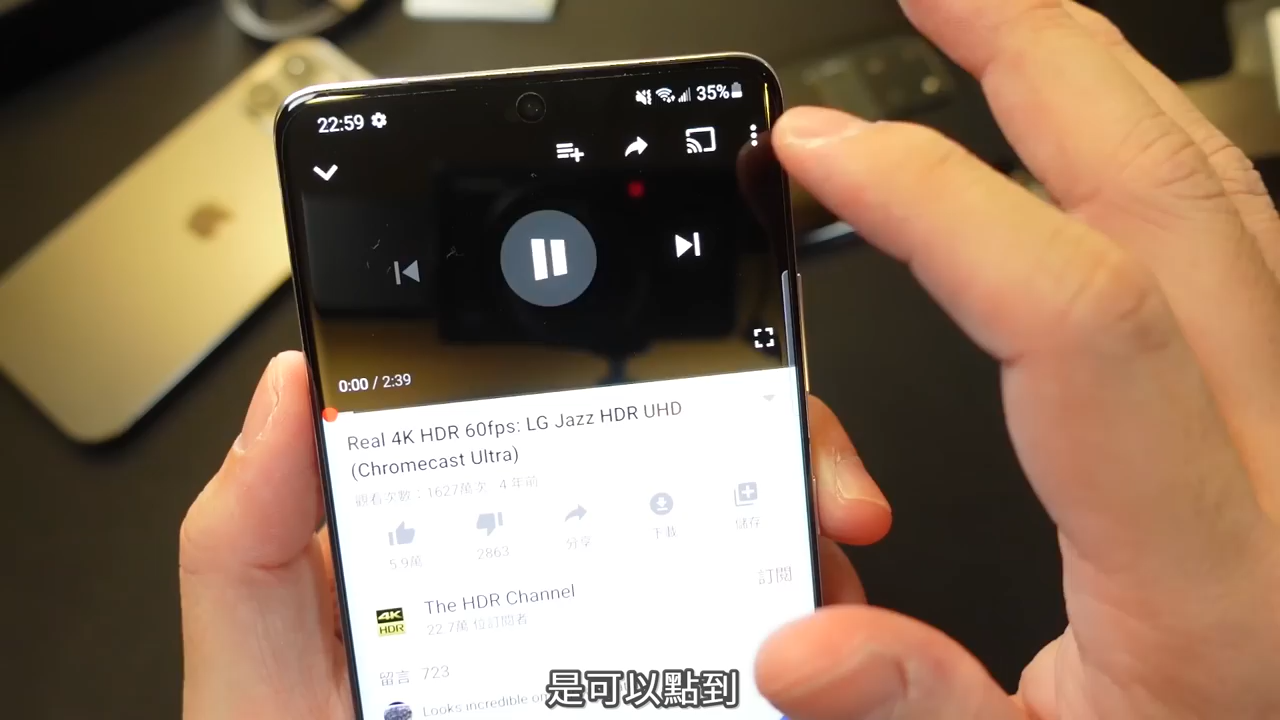 22:59
35%
0:00 / 2:39
Real 4K HDR 60fps: LG Jazz HDR UHD
(Chromecast Ultra)
觀看次數：1627萬次 4 年前
5.9萬
2863
分享
下載
儲存
4K
HDR
The HDR Channel
訂閱
22.7萬 位訂閱者
留言 723
Looks incredible on
是可以點到